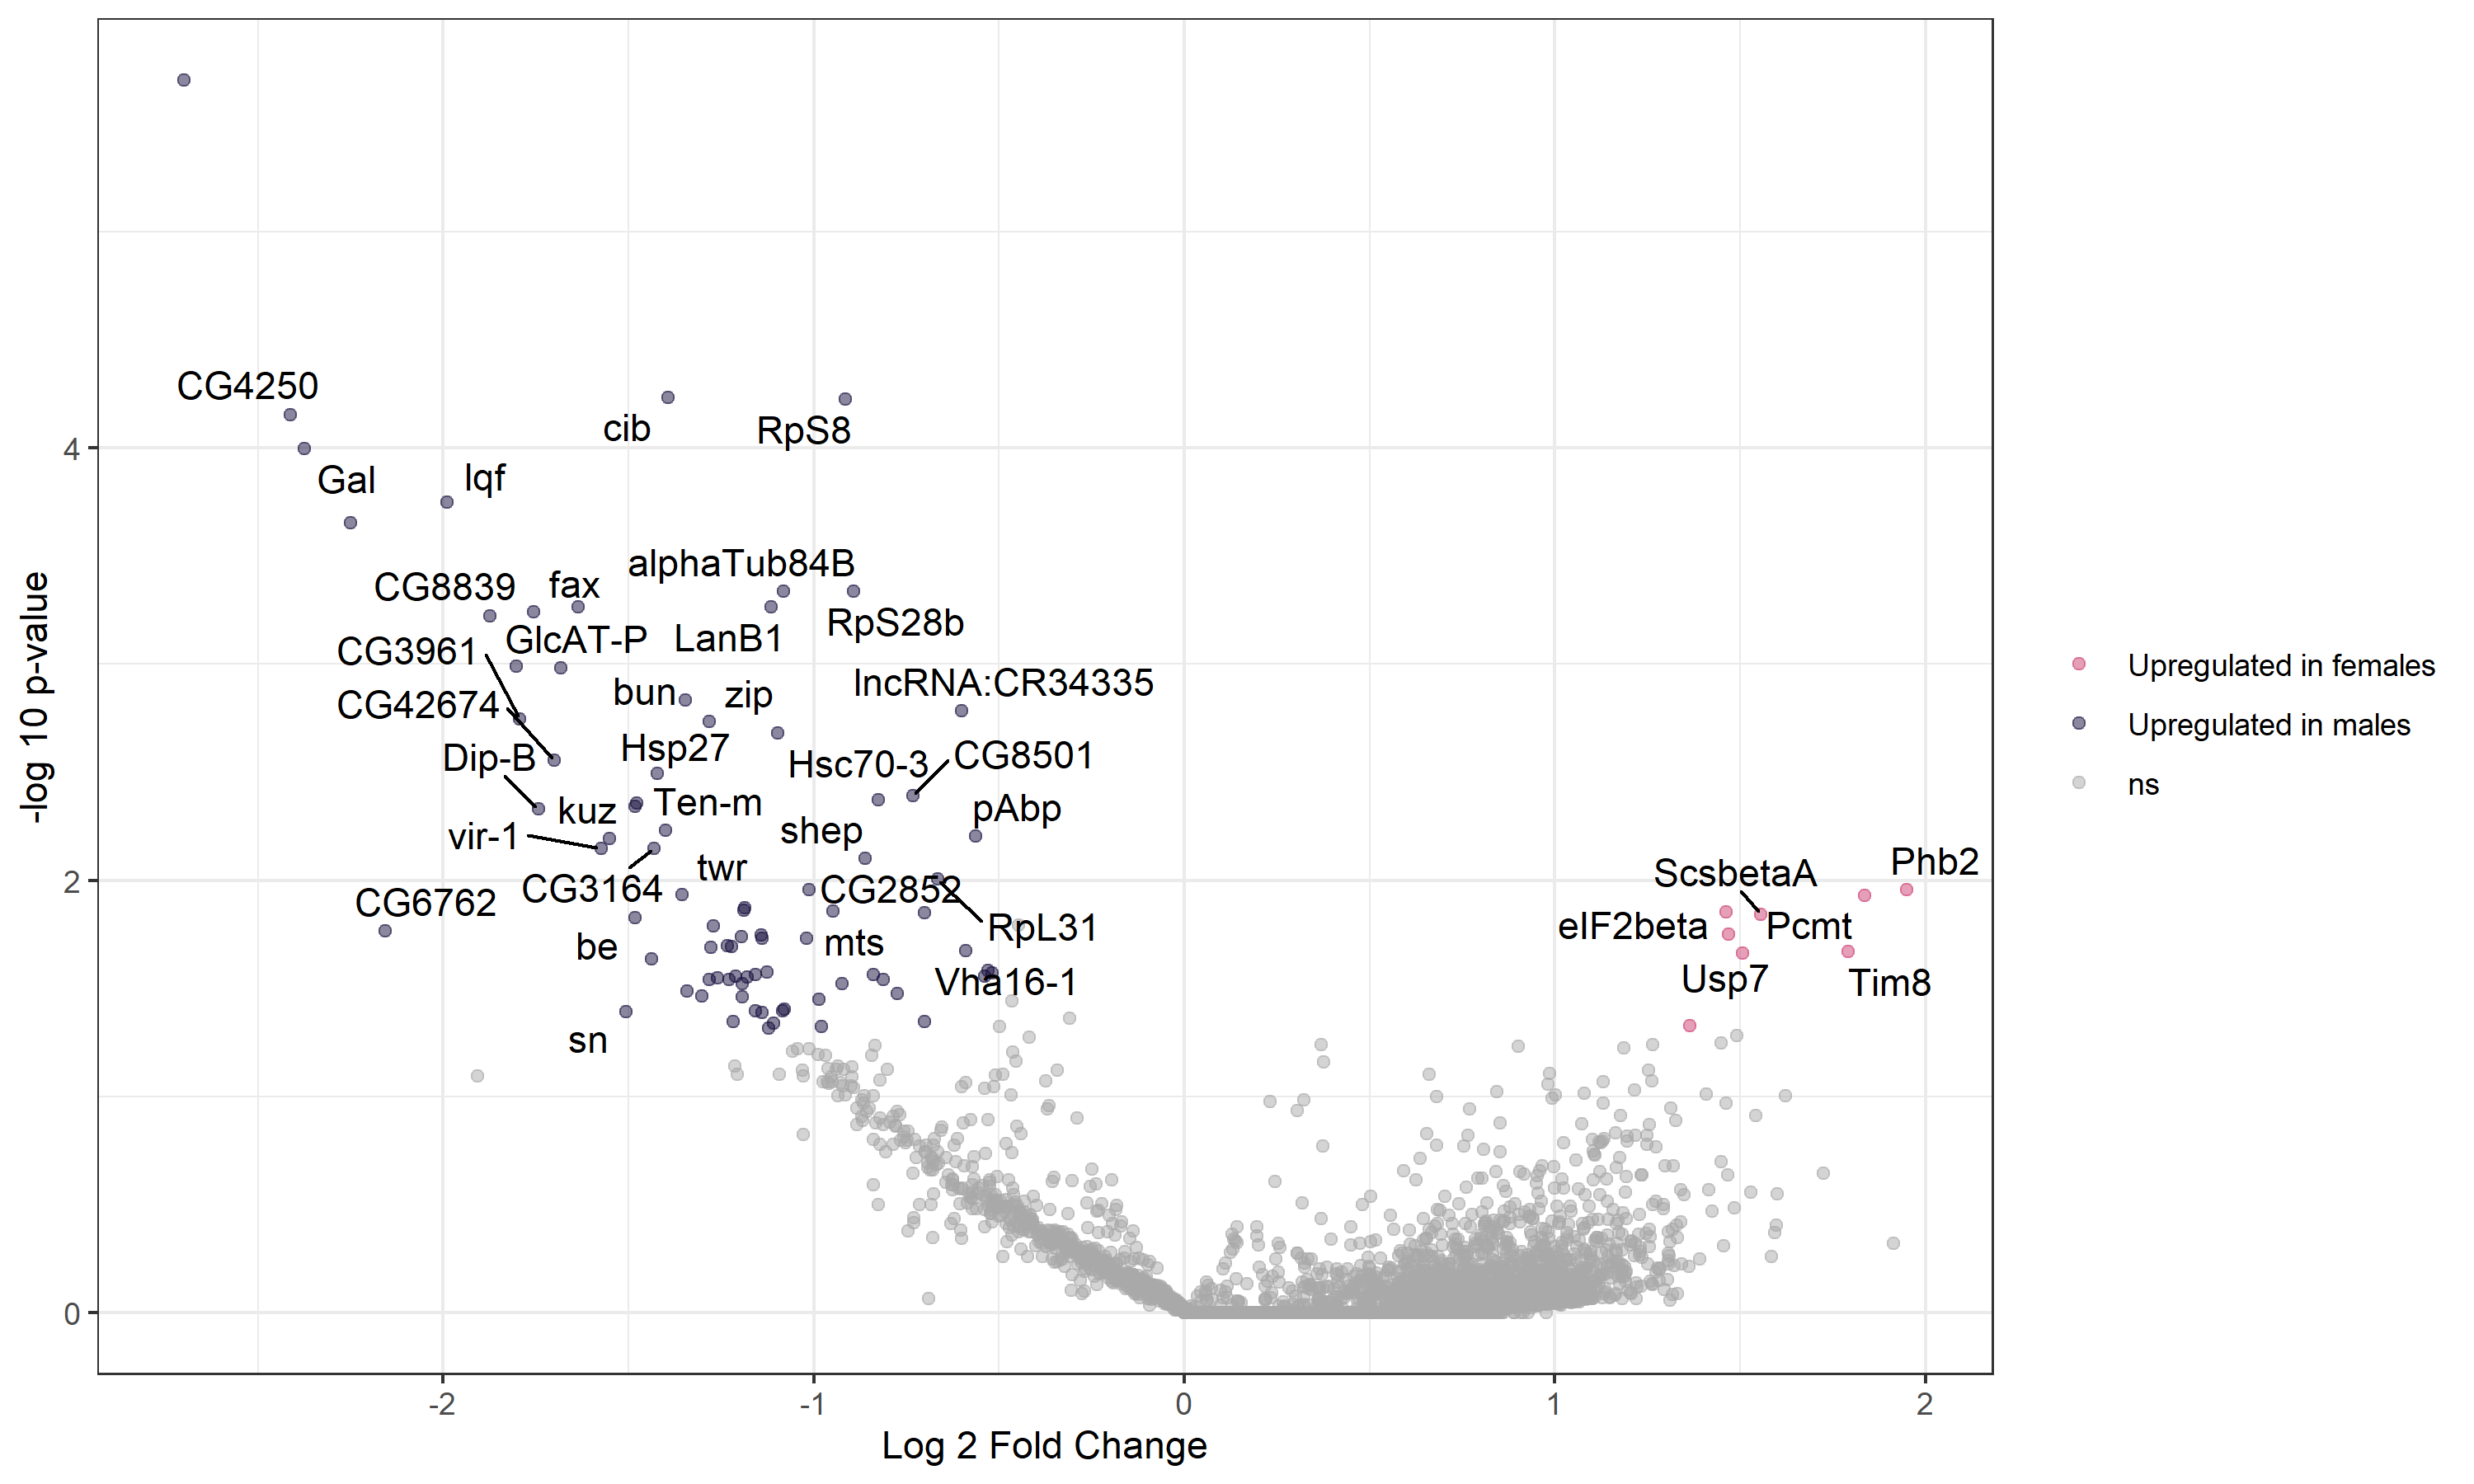 CG4250
cib
RpS8
4
Gal
lqf
alphaTub84B
CG8839
fax
RpS28b
CG3961
GlcAT-P
LanB1
lncRNA:CR34335
CG42674
bun
zip
Dip-B
Hsp27
Hsc70-3
CG8501
kuz
Ten-m
pAbp
vir-1
shep
twr
2
CG6762
CG3164
CG2852
RpL31
be
mts
Vha16-1
sn
ScsbetaA
Phb2
eIF2beta
Pcmt
Usp7
Tim8
0
-2
-1
0
1
2
Log 2 Fold Change
-log 10 p-value
Upregulated in females
Upregulated in males
ns